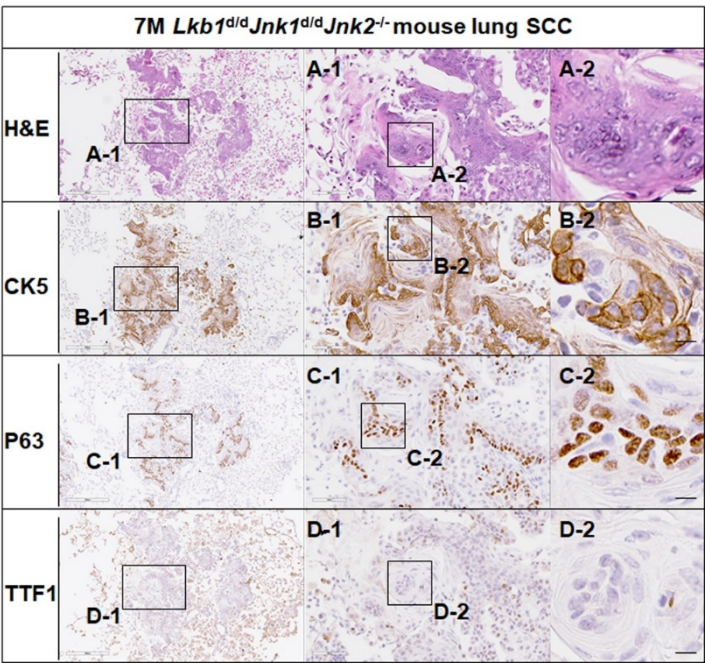 7M Lkb1d/dJnk1d/dJnk2-/- mouse lung SCC
H&E
A-1
A-1
A-2
A-2
CK5
B-1
B-1
B-2
B-2
P63
C-1
C-1
C-2
C-2
TTF1
D-1
D-1
D-2
D-2